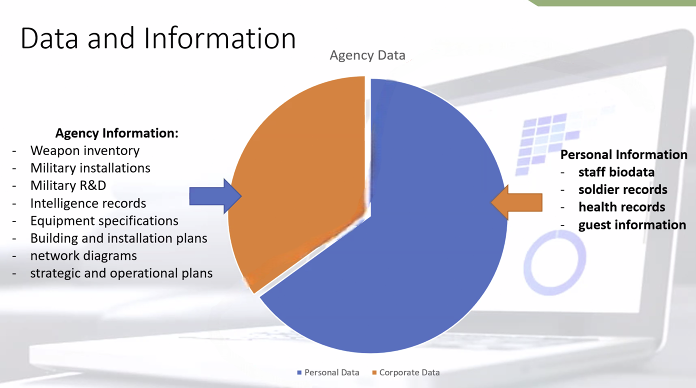 Data and Information
Agency Data
Agency Information:
- Weapon inventory
- Military installations
- Military R&D
- Intelligence records
- Equipment specifications
- Building and installation plans
- network diagrams
- strategic and operational plans
Personal Information
- staff biodata
- soldier records
- health records
- guest information
Personal Data Corporate Data